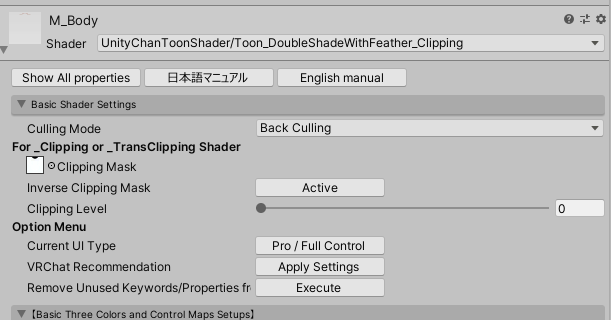 M_Body
Shader UnityChanToonShader/Toon_DoubleShadeWithFeather_Clipping
Show All properties 日本語マニュアル English manual
Basic Shader Settings
Culling Mode Back Culling
For _Clipping or _TransClipping Shader
Clipping Mask
Inverse Clipping Mask Active
Clipping Level 0
Option Menu
Current UI Type Pro / Full Control
VRChat Recommendation Apply Settings
Remove Unused Keywords/Properties fr Execute
【Basic Three Colors and Control Maps Setups】